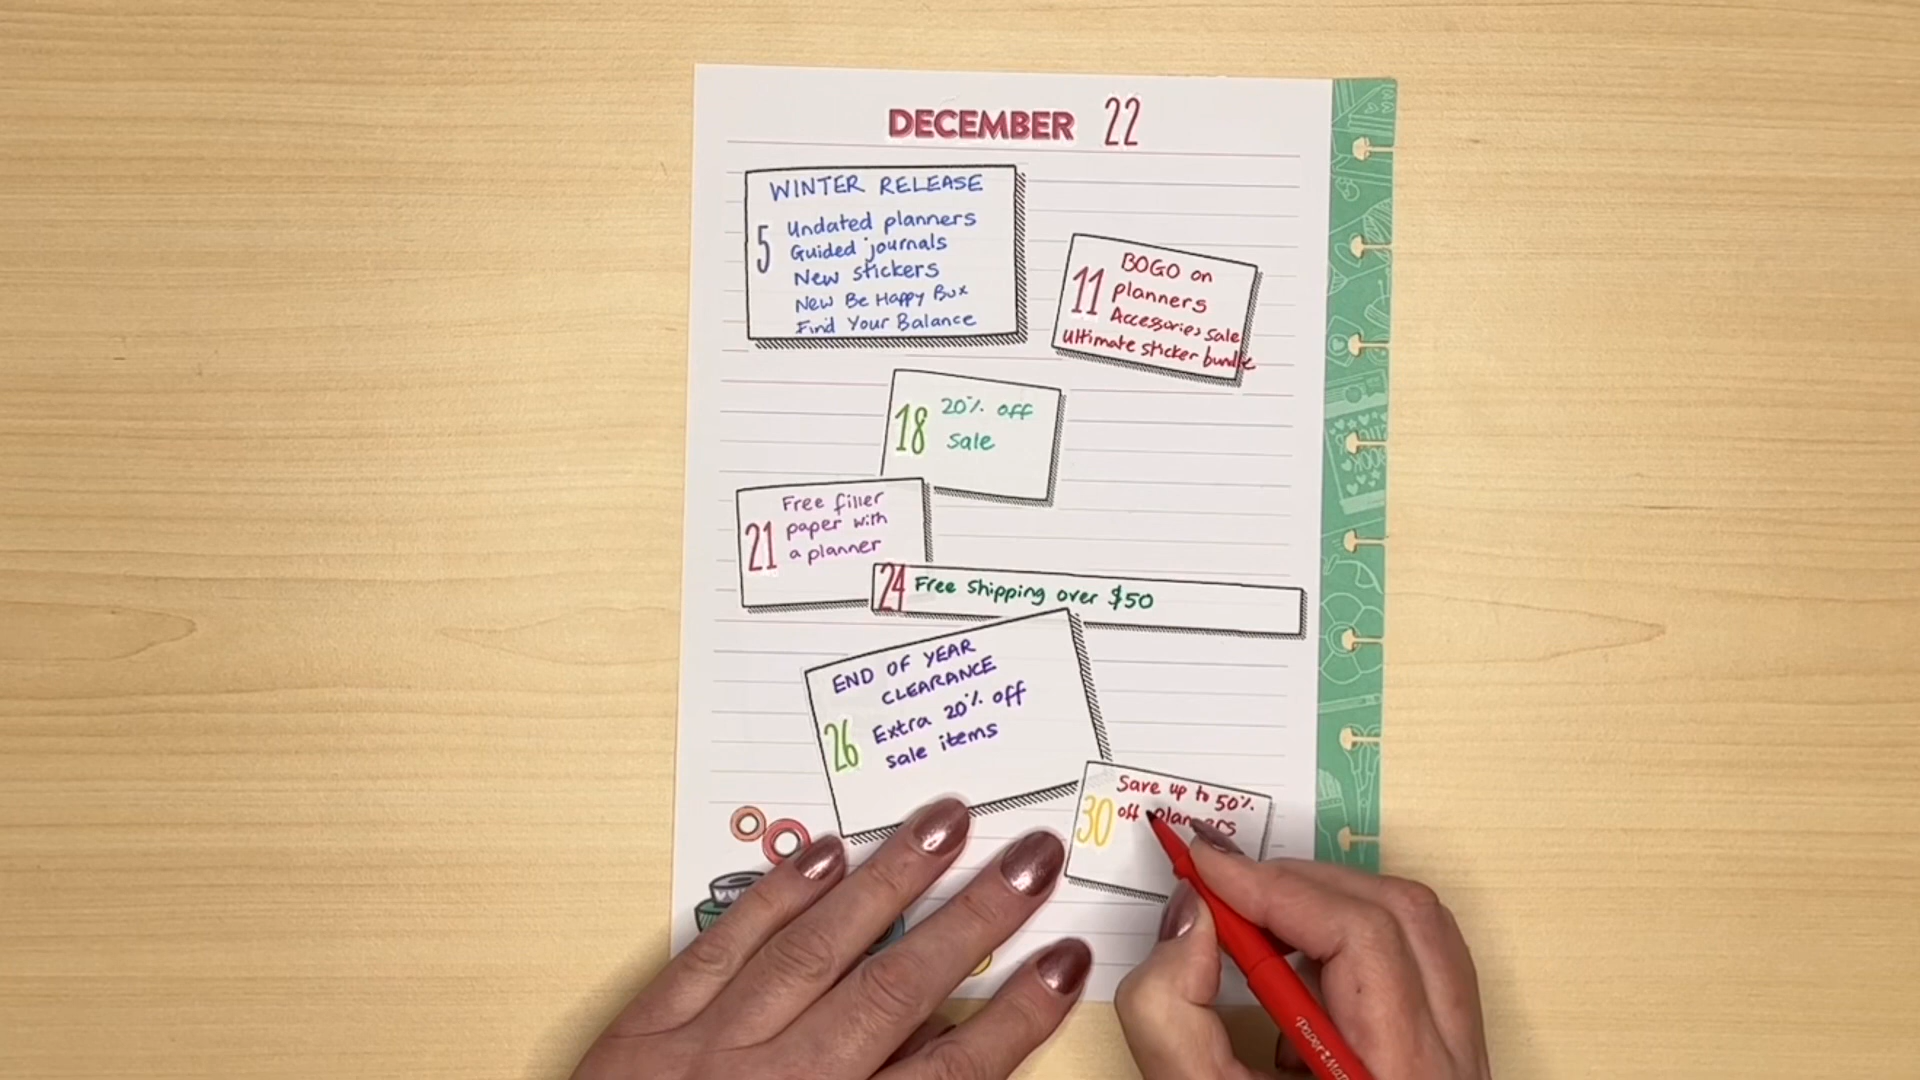 DECEMBER 22
WINTER RELEASE
5
Undated planners
Guided journals
New stickers
New Be Happy Box
Find Your Balance
11
BOGO on
planners
Accessories sale
ultimate sticker bundle
18
20% off
sale
21
Free filler
paper with
a planner
24 Free shipping over $50
END OF YEAR
CLEARANCE
26
Extra 20% off
sale items
30
Save up to 50%
off planners
Paper Mat